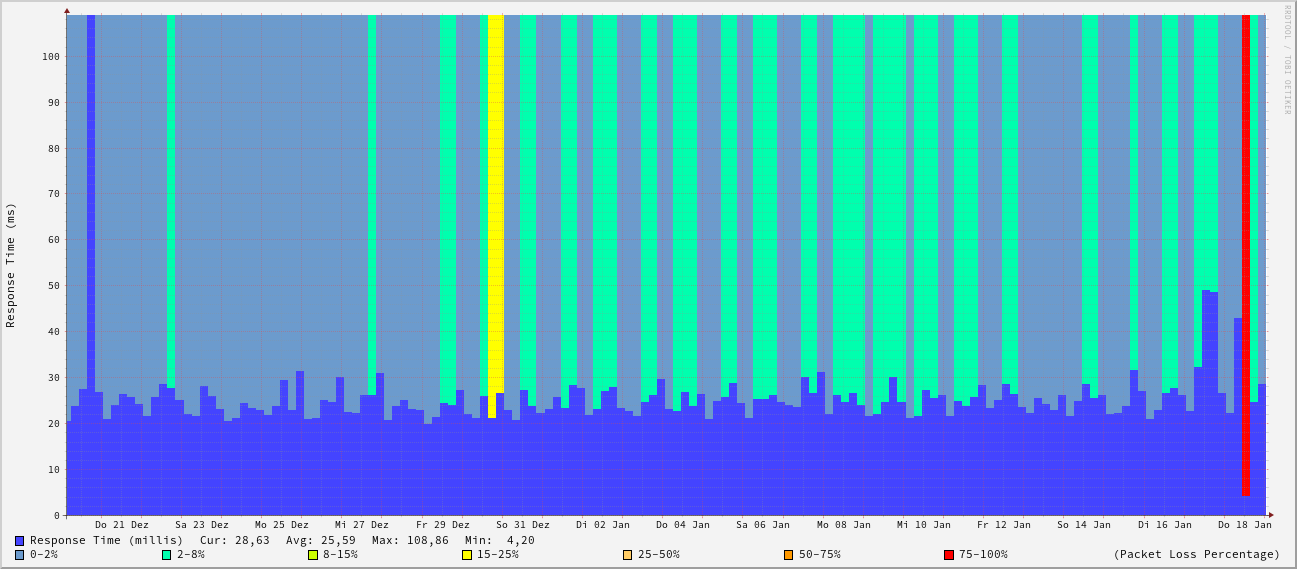 RRDTOOL / TOBI OETIKER
Response Time (ms)
100
90
80
70
60
50
40
30
20
10
0
Do 21 Dez Sa 23 Dez Mo 25 Dez Mi 27 Dez Fr 29 Dez So 31 Dez Di 02 Jan Do 04 Jan Sa 06 Jan Mo 08 Jan Mi 10 Jan Fr 12 Jan So 14 Jan Di 16 Jan Do 18 Jan
Response Time (millis) Cur: 28,63 Avg: 25,59 Max: 108,86 Min: 4,20
0-2% 2-8% 8-15% 15-25% 25-50% 50-75% 75-100% (Packet Loss Percentage)